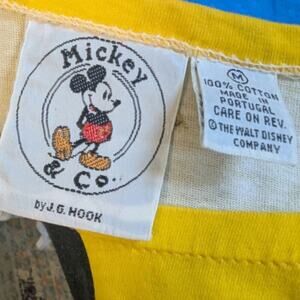 Mickey
& Co.
by J.G. HOOK
M
100% COTTON
MADE IN
PORTUGAL
CARE ON REV.
© THE WALT DISNEY
COMPANY